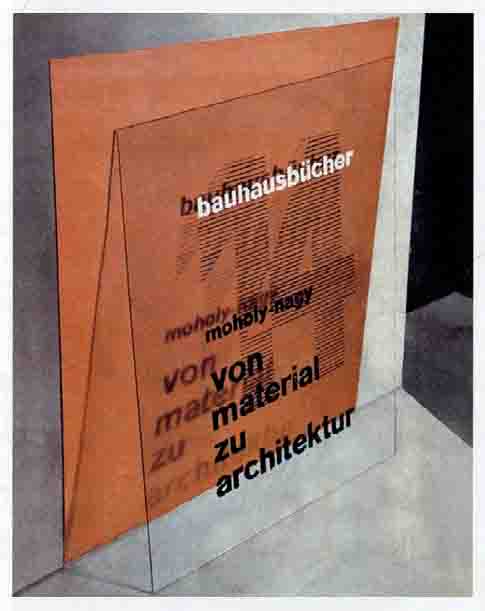 bauhausbücher
14
moholy-nagy
von
material
zu
architektur